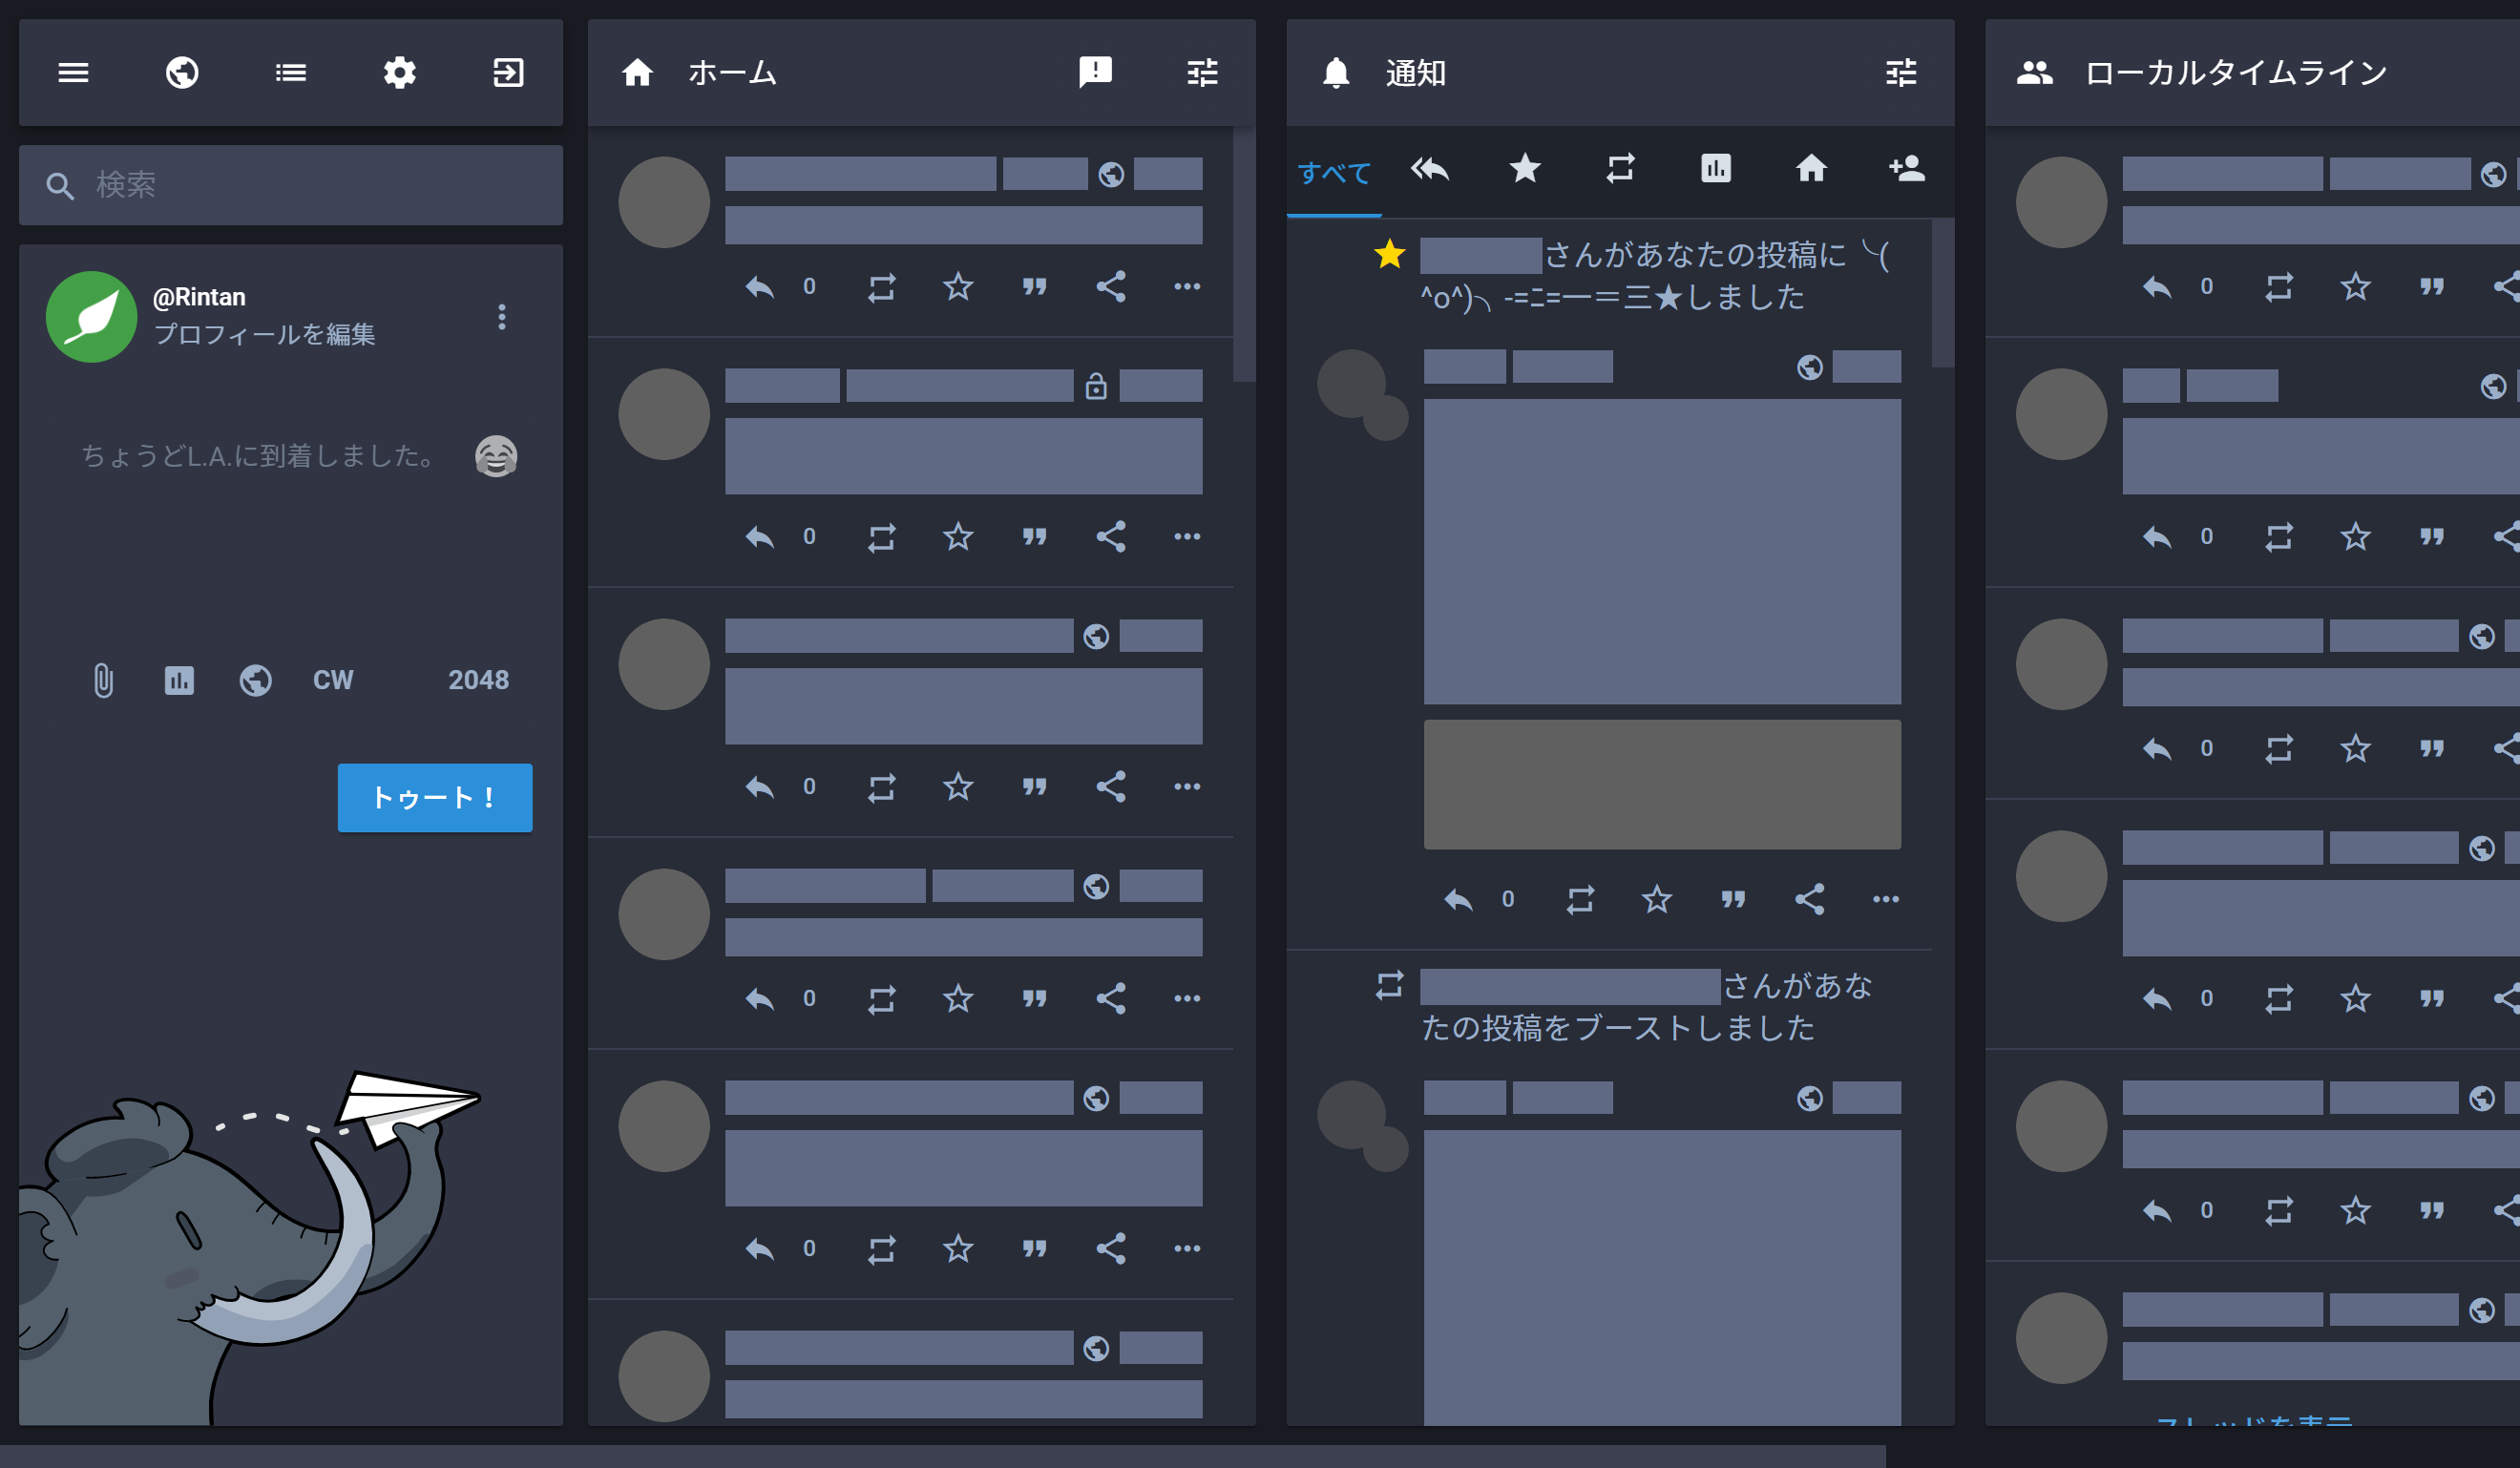 検索
@Rintan
プロフィールを編集
ちょうどL.A.に到着しました。
CW
2048
トゥート！
ホーム
0
0
0
0
0
通知
すべて
さんがあなたの投稿に ╰(
^o^)╮-=ﾆ=一＝三★しました
0
さんがあな
たの投稿をブーストしました
ローカルタイムライン
0
0
0
0
0